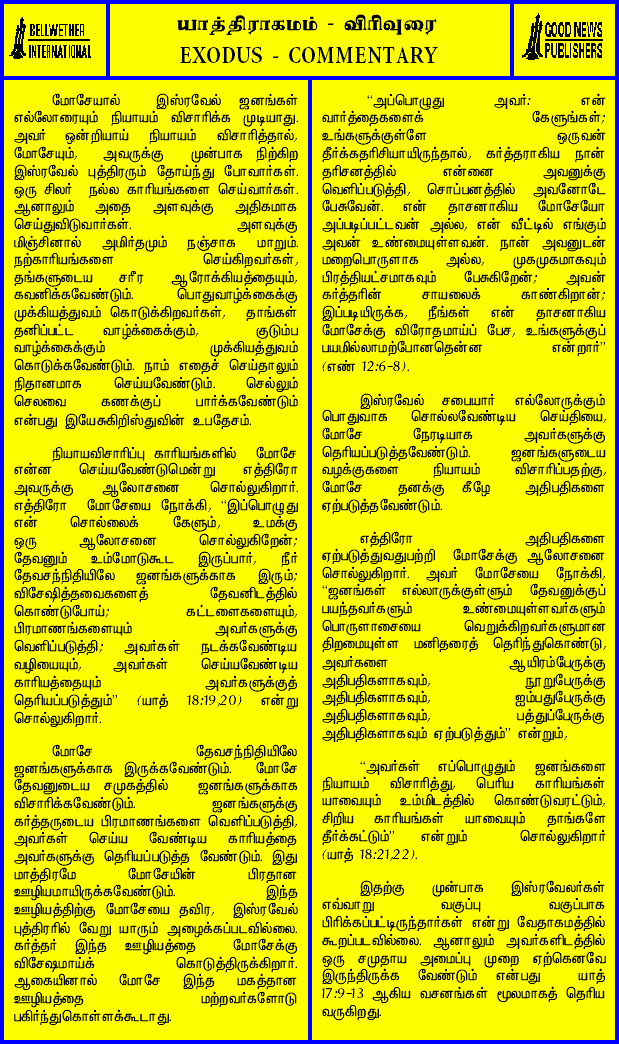 BELLWETHER
INTERNATIONAL
யாத்திராகமம் - விரிவுரை
EXODUS - COMMENTARY
GOOD NEWS
PUBLISHERS
மோசேயால் இஸ்ரவேல் ஜனங்கள்
எல்லோரையும் நியாயம் விசாரிக்க முடியாது.
அவர் ஒன்றியாய் நியாயம் விசாரித்தால்,
மோசேயும், அவருக்கு முன்பாக நிற்கிற
இஸ்ரவேல் புத்திரரும் தோய்ந்து போவார்கள்.
ஒரு சிலர் நல்ல காரியங்களை செய்வார்கள்.
ஆனாலும் அதை அளவுக்கு அதிகமாக
செய்துவிடுவார்கள். அளவுக்கு
மிஞ்சினால் அமிர்தமும் நஞ்சாக மாறும்.
நற்காரியங்களை செய்கிறவர்கள்,
தங்களுடைய சரீர ஆரோக்கியத்தையும்,
கவனிக்கவேண்டும். பொதுவாழ்க்கைக்கு
முக்கியத்துவம் கொடுக்கிறவர்கள், தாங்கள்
தனிப்பட்ட வாழ்க்கைக்கும், குடும்ப
வாழ்க்கைக்கும் முக்கியத்துவம்
கொடுக்கவேண்டும். நாம் எதைச் செய்தாலும்
நிதானமாக செய்யவேண்டும். செல்லும்
செலவை கணக்குப் பார்க்கவேண்டும்
என்பது இயேசுகிறிஸ்துவின் உபதேசம்.
நியாயவிசாரிப்பு காரியங்களில் மோசே
என்ன செய்யவேண்டுமென்று எத்திரோ
அவருக்கு ஆலோசனை சொல்லுகிறார்.
எத்திரோ மோசேயை நோக்கி, “இப்பொழுது
என் சொல்லைக் கேளும், உமக்கு
ஒரு ஆலோசனை சொல்லுகிறேன்;
தேவனும் உம்மோடுகூட இருப்பார், நீர்
தேவசந்நிதியிலே ஜனங்களுக்காக இரும்;
விசேஷித்தவைகளைத் தேவனிடத்தில்
கொண்டுபோய்; கட்டளைகளையும்,
பிரமாணங்களையும் அவர்களுக்கு
வெளிப்படுத்தி; அவர்கள் நடக்கவேண்டிய
வழியையும், அவர்கள் செய்யவேண்டிய
காரியத்தையும் அவர்களுக்குத்
தெரியப்படுத்தும்” (யாத் 18:19,20) என்று
சொல்லுகிறார்.
மோசே தேவசந்நிதியிலே
ஜனங்களுக்காக இருக்கவேண்டும். மோசே
தேவனுடைய சமுகத்தில் ஜனங்களுக்காக
விசாரிக்கவேண்டும். ஜனங்களுக்கு
கர்த்தருடைய பிரமாணங்களை வெளிப்படுத்தி,
அவர்கள் செய்ய வேண்டிய காரியத்தை
அவர்களுக்கு தெரியப்படுத்த வேண்டும். இது
மாத்திரமே மோசேயின் பிரதான
ஊழியமாயிருக்கவேண்டும். இந்த
ஊழியத்திற்கு மோசேயை தவிர, இஸ்ரவேல்
புத்திரரில் வேறு யாரும் அழைக்கப்படவில்லை.
கர்த்தர் இந்த ஊழியத்தை மோசேக்கு
விசேஷமாய்க் கொடுத்திருக்கிறார்.
ஆகையினால் மோசே இந்த மகத்தான
ஊழியத்தை மற்றவர்களோடு
பகிர்ந்துகொள்ளக்கூடாது.
“அப்பொழுது அவர்: என்
வார்த்தைகளைக் கேளுங்கள்;
உங்களுக்குள்ளே ஒருவன்
தீர்க்கதரிசியாயிருந்தால், கர்த்தராகிய நான்
தரிசனத்தில் என்னை அவனுக்கு
வெளிப்படுத்தி, சொப்பனத்தில் அவனோடே
பேசுவேன். என் தாசனாகிய மோசேயோ
அப்படிப்பட்டவன் அல்ல, என் வீட்டில் எங்கும்
அவன் உண்மையுள்ளவன். நான் அவனுடன்
மறைபொருளாக அல்ல, முகமுகமாகவும்
பிரத்தியட்சமாகவும் பேசுகிறேன்; அவன்
கர்த்தரின் சாயலைக் காண்கிறான்;
இப்படியிருக்க, நீங்கள் என் தாசனாகிய
மோசேக்கு விரோதமாய்ப் பேச, உங்களுக்குப்
பயமில்லாமற்போனதென்ன என்றார்”
(எண் 12:6-8).
இஸ்ரவேல் சபையார் எல்லோருக்கும்
பொதுவாக சொல்லவேண்டிய செய்தியை,
மோசே நேரடியாக அவர்களுக்கு
தெரியப்படுத்தவேண்டும். ஜனங்களுடைய
வழக்குகளை நியாயம் விசாரிப்பதற்கு,
மோசே தனக்கு கீழே அதிபதிகளை
ஏற்படுத்தவேண்டும்.
எத்திரோ அதிபதிகளை
ஏற்படுத்துவதுபற்றி மோசேக்கு ஆலோசனை
சொல்லுகிறார். அவர் மோசேயை நோக்கி,
“ஜனங்கள் எல்லாருக்குள்ளும் தேவனுக்குப்
பயந்தவர்களும் உண்மையுள்ளவர்களும்
பொருளாசையை வெறுக்கிறவர்களுமான
திறமையுள்ள மனிதரைத் தெரிந்துகொண்டு,
அவர்களை ஆயிரம்பேருக்கு
அதிபதிகளாகவும், நூறுபேருக்கு
அதிபதிகளாகவும், ஐம்பதுபேருக்கு
அதிபதிகளாகவும், பத்துப்பேருக்கு
அதிபதிகளாகவும் ஏற்படுத்தும்” என்றும்,
“அவர்கள் எப்பொழுதும் ஜனங்களை
நியாயம் விசாரித்து, பெரிய காரியங்கள்
யாவையும் உம்மிடத்தில் கொண்டுவரட்டும்,
சிறிய காரியங்கள் யாவையும் தாங்களே
தீர்க்கட்டும்” என்றும் சொல்லுகிறார்
(யாத் 18:21,22).
இதற்கு முன்பாக இஸ்ரவேலர்கள்
எவ்வாறு வகுப்பு வகுப்பாக
பிரிக்கப்பட்டிருந்தார்கள் என்று வேதாகமத்தில்
கூறப்படவில்லை. ஆனாலும் அவர்களிடத்தில்
ஒரு சமுதாய அமைப்பு முறை ஏற்கெனவே
இருந்திருக்க வேண்டும் என்பது யாத்
17:9-13 ஆகிய வசனங்கள் மூலமாகத் தெரிய
வருகிறது.